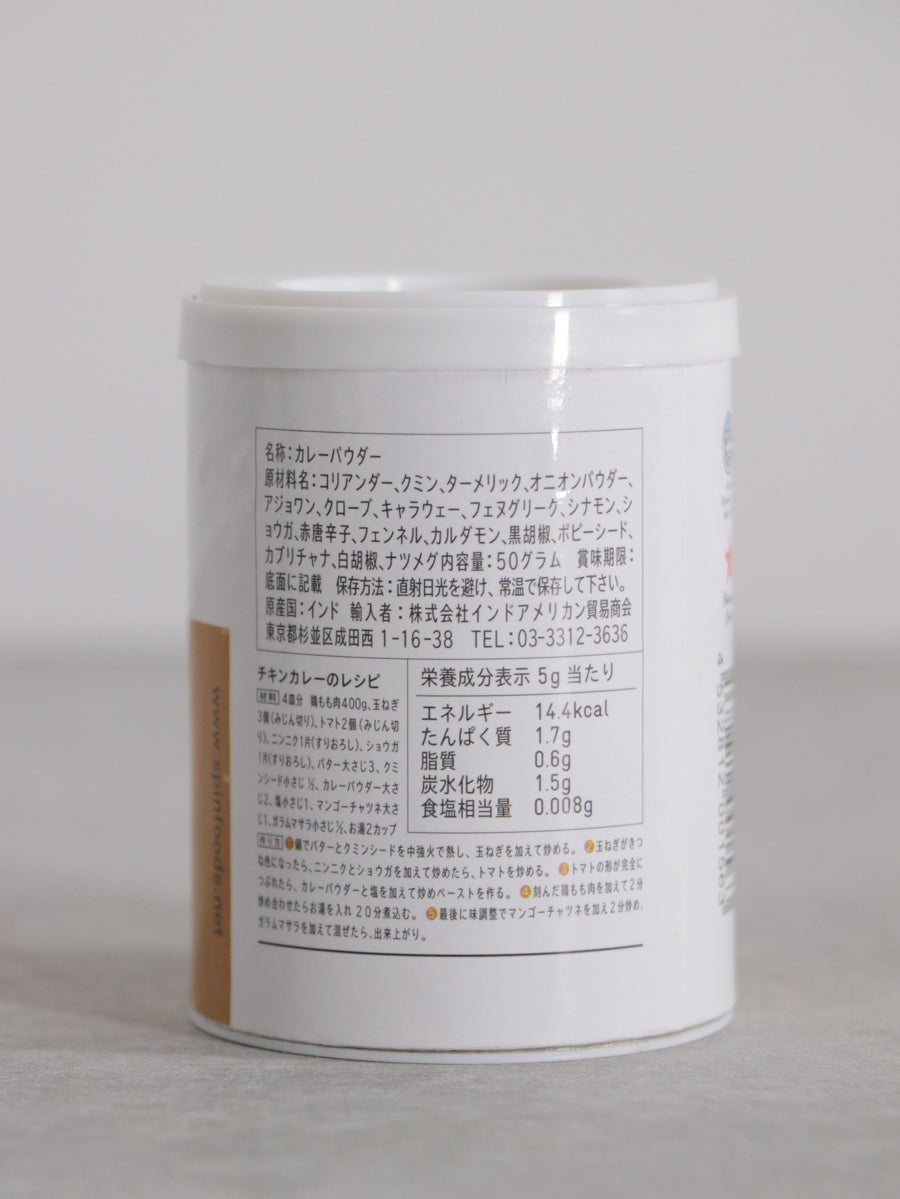 名称：カレーパウダー
原材料名：コリアンダー、クミン、ターメリック、オニオンパウダー、
アジョワン、クローブ、キャラウェー、フェヌグリーク、シナモン、シ
ョウガ、赤唐辛子、フェンネル、カルダモン、黒胡椒、ポピーシード、
カブリチャナ、白胡椒、ナツメグ内容量：50グラム　賞味期限：
底面に記載　保存方法：直射日光を避け、常温で保存して下さい。
原産国：インド　輸入者：株式会社インドアメリカン貿易商会
東京都杉並区成田西 1-16-38　TEL：03-3312-3636
チキンカレーのレシピ
材料 4皿分　鶏もも肉400g、玉ねぎ
3個（みじん切り）、トマト2個（みじん切
り）、ニンニク1片（すりおろし）、ショウガ
1片（すりおろし）、バター大さじ3、クミ
ンシード小さじ½、カレーパウダー大さ
じ2、塩小さじ1、マンゴーチャツネ大さ
じ1、ガラムマサラ小さじ½、お湯2カップ
栄養成分表示 5g 当たり
エネルギー　14.4kcal
たんぱく質　1.7g
脂質　0.6g
炭水化物　1.5g
食塩相当量　0.008g
作り方 ❶鍋でバターとクミンシードを中強火で熱し、玉ねぎを加えて炒める。❷玉ねぎがきつ
ね色になったら、ニンニクとショウガを加えて炒めたら、トマトを炒める。❸トマトの形が完全に
つぶれたら、カレーパウダーと塩を加えて炒めペーストを作る。❹刻んだ鶏もも肉を加えて2分
炒め合わせたらお湯を入れ 20分煮込む。❺最後に味調整でマンゴーチャツネを加え2分炒め、
ガラムマサラを加えて混ぜたら、出来上がり。
www.spinfoods.net